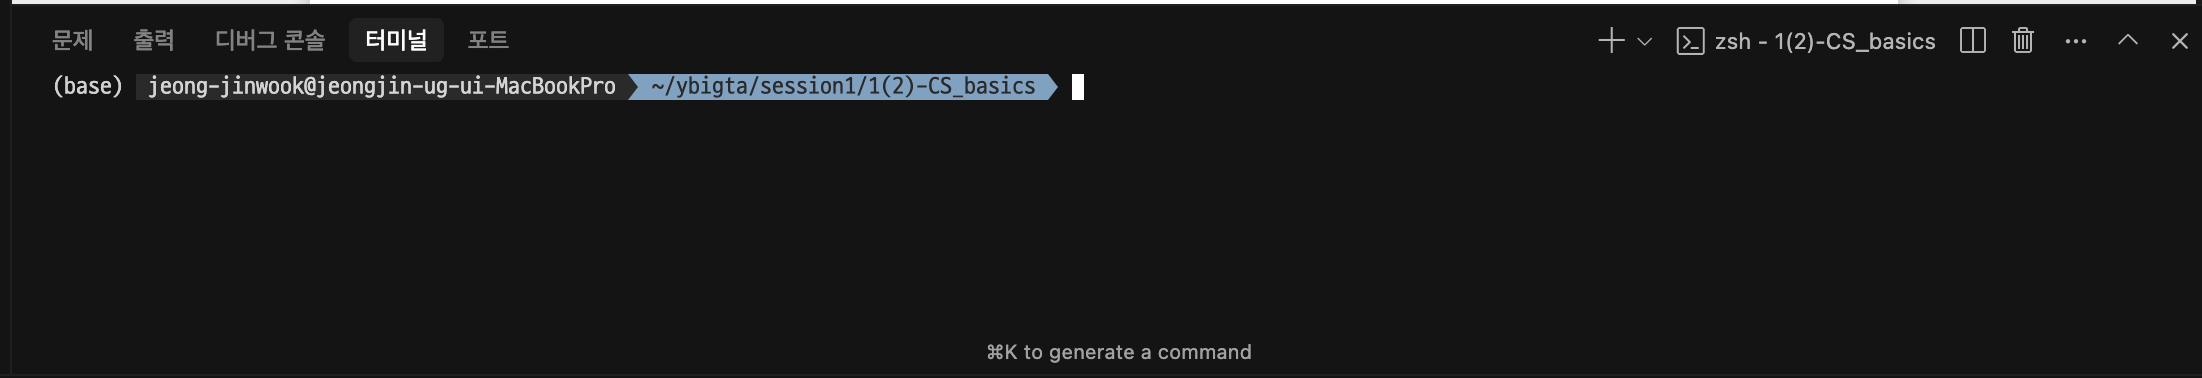 문제 출력 디버그 콘솔 터미널 포트 zsh - 1(2)-CS_basics
(base) jeong-jinwook@jeongjin-ug-ui-MacBookPro ~/ybigta/session1/1(2)-CS_basics
⌘K to generate a command